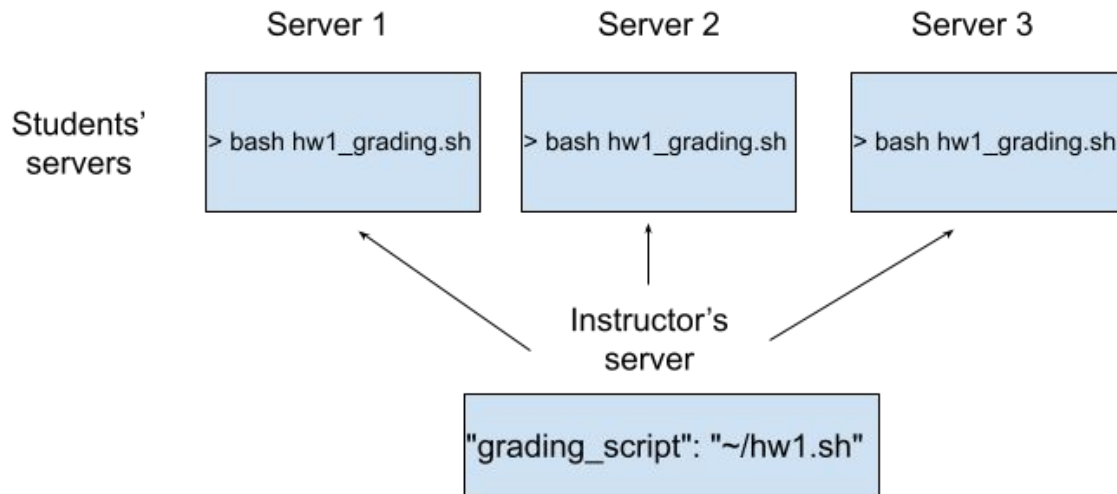 Server 1
Server 2
Server 3
Students'
servers
> bash hw1_grading.sh
> bash hw1_grading.sh
> bash hw1_grading.sh
Instructor's
server
"grading_script": "~/hw1.sh"